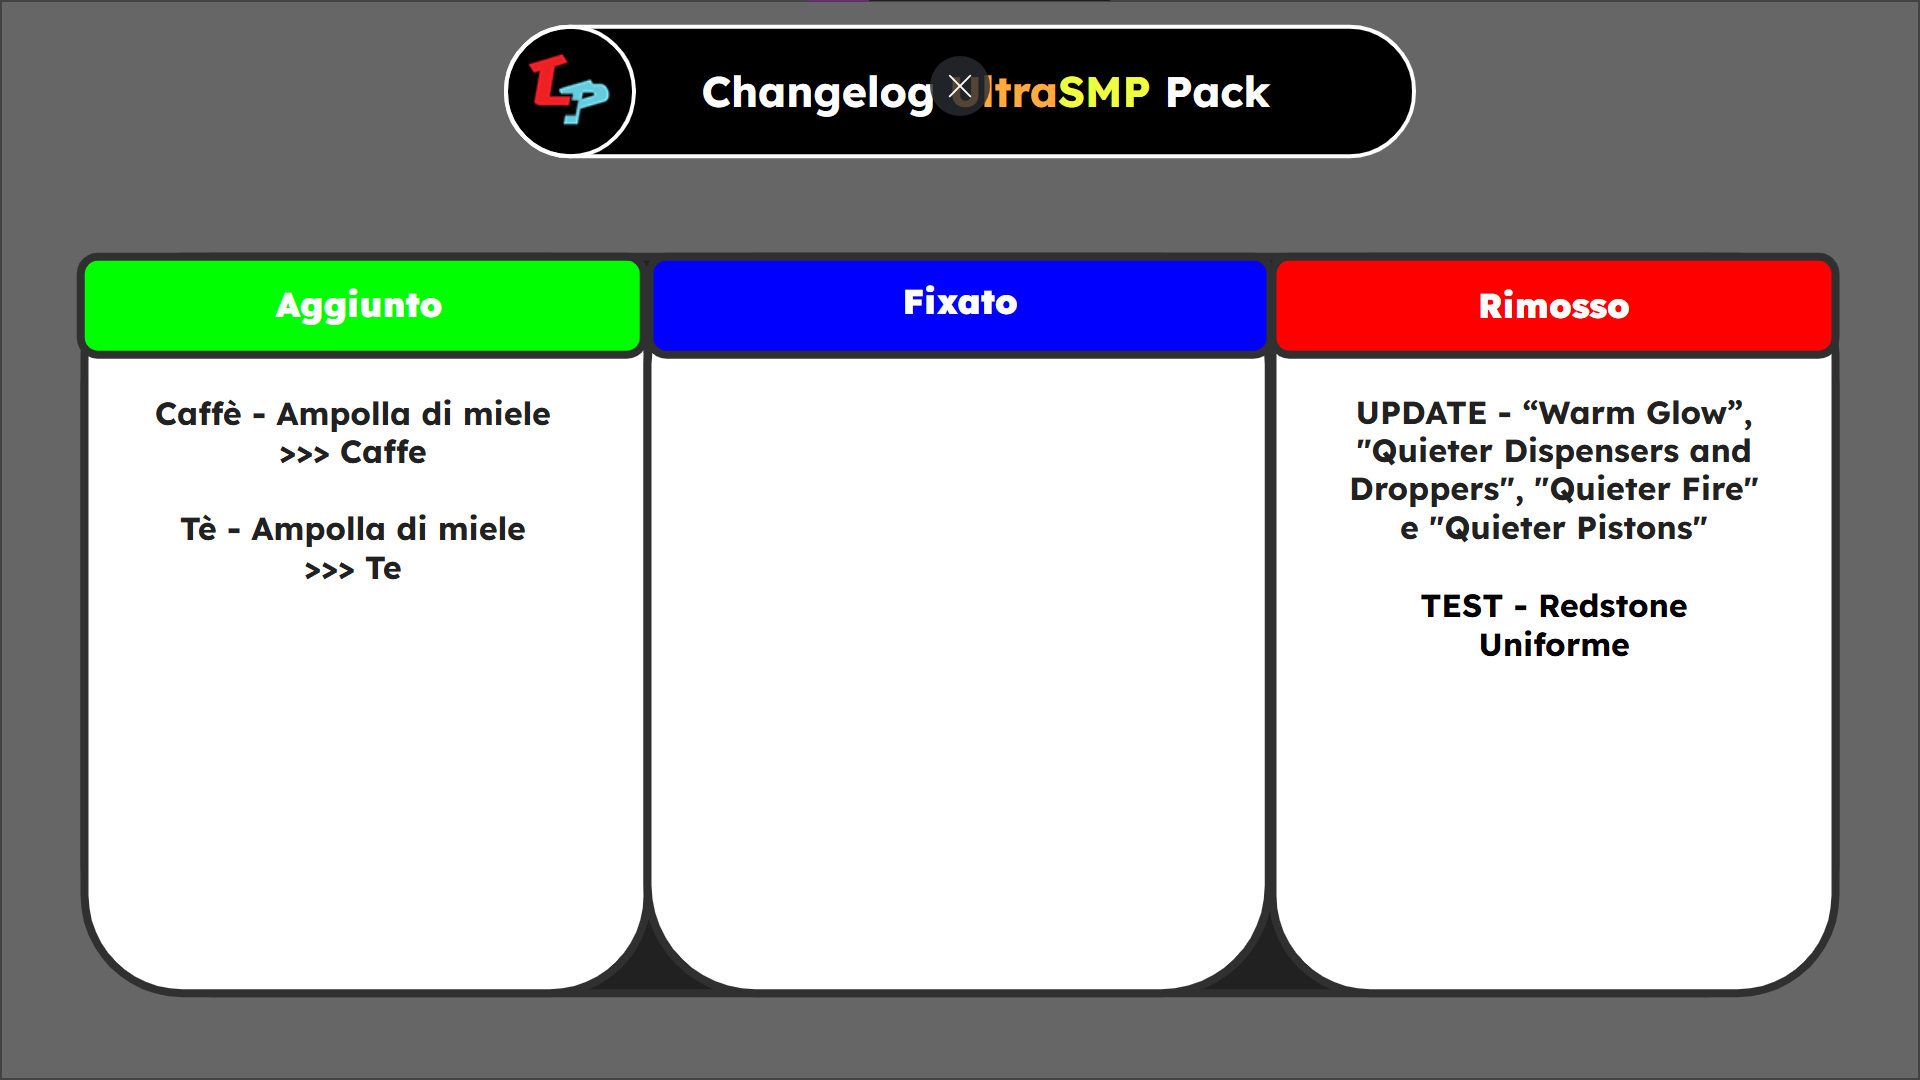 TP
Changelog UltraSMP Pack
Aggiunto
Fixato
Rimosso
Caffè - Ampolla di miele
>>> Caffe
Tè - Ampolla di miele
>>> Te
UPDATE - “Warm Glow”,
"Quieter Dispensers and
Droppers", "Quieter Fire"
e "Quieter Pistons"
TEST - Redstone
Uniforme